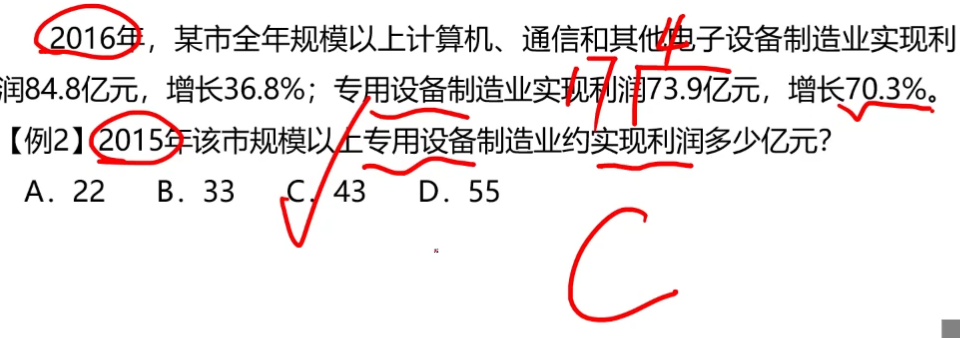 2016年，某市全年规模以上计算机、通信和其他电子设备制造业实现利
润84.8亿元，增长36.8%；专用设备制造业实现利润73.9亿元，增长70.3%。
【例2】2015年该市规模以上专用设备制造业约实现利润多少亿元？
A．22 B．33 C．43 D．55
4
17
C